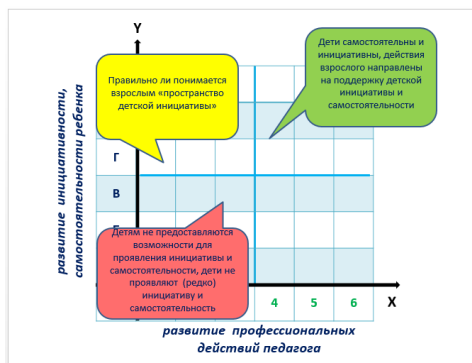 Y
Дети самостоятельны и
инициативны, действия
взрослого направлены
на поддержку детской
инициативы и
самостоятельности
Правильно ли понимается
взрослым «пространство
детской инициативы»
развитие инициативности,
самостоятельности ребенка
Г
В
Детям не предоставляются
возможности для
проявления инициативы и
самостоятельности, дети не
проявляют (редко)
инициативу и
самостоятельность
4 5 6
X
развитие профессиональных
действий педагога